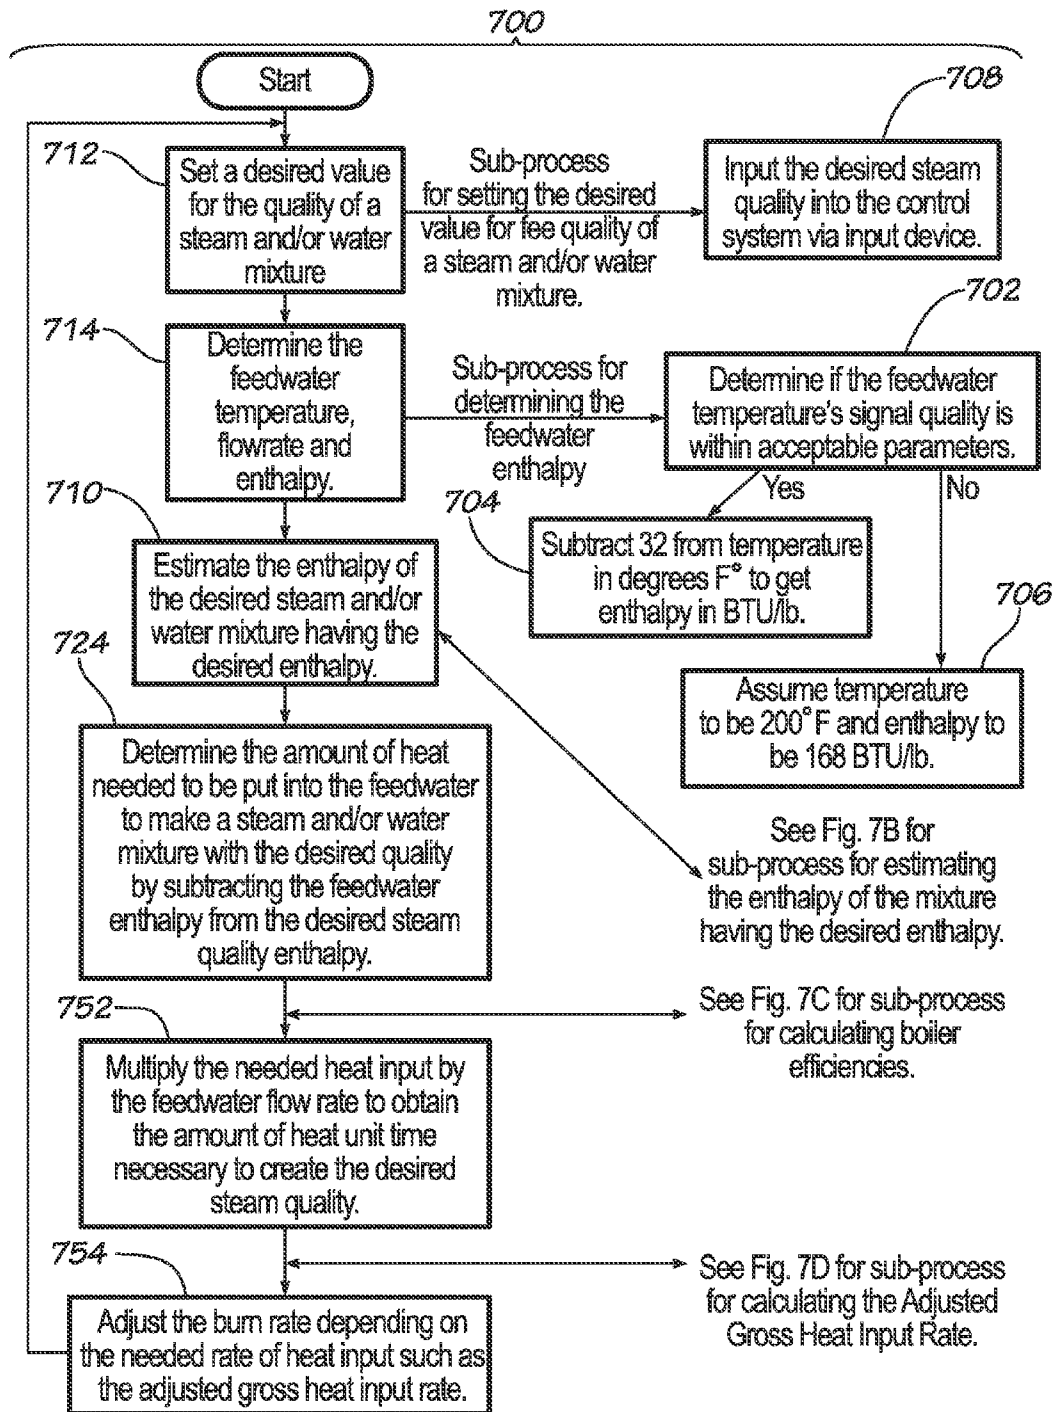 700
Start
708
712
Set a desired value
for the quality of a
steam and/or water
mixture
Sub-process
for setting the desired
value for fee quality of
a steam and/or water
mixture.
Input the desired steam
quality into the control
system via input device.
702
714
Determine the
feedwater
temperature,
flowrate and
enthalpy.
Sub-process for
determining the
feedwater
enthalpy
Determine if the feedwater
temperature's signal quality is
within acceptable parameters.
Yes
No
704
Subtract 32 from temperature
in degrees F° to get
enthalpy in BTU/lb.
706
Assume temperature
to be 200° F and enthalpy to
be 168 BTU/lb.
710
Estimate the enthalpy of
the desired steam and/or
water mixture having the
desired enthalpy.
See Fig. 7B for
sub-process for estimating
the enthalpy of the mixture
having the desired enthalpy.
724
Determine the amount of heat
needed to be put into the feedwater
to make a steam and/or water
mixture with the desired quality
by subtracting the feedwater
enthalpy from the desired steam
quality enthalpy.
See Fig. 7C for sub-process
for calculating boiler
efficiencies.
752
Multiply the needed heat input by
the feedwater flow rate to obtain
the amount of heat unit time
necessary to create the desired
steam quality.
See Fig. 7D for sub-process
for calculating the Adjusted
Gross Heat Input Rate.
754
Adjust the burn rate depending on
the needed rate of heat input such as
the adjusted gross heat input rate.